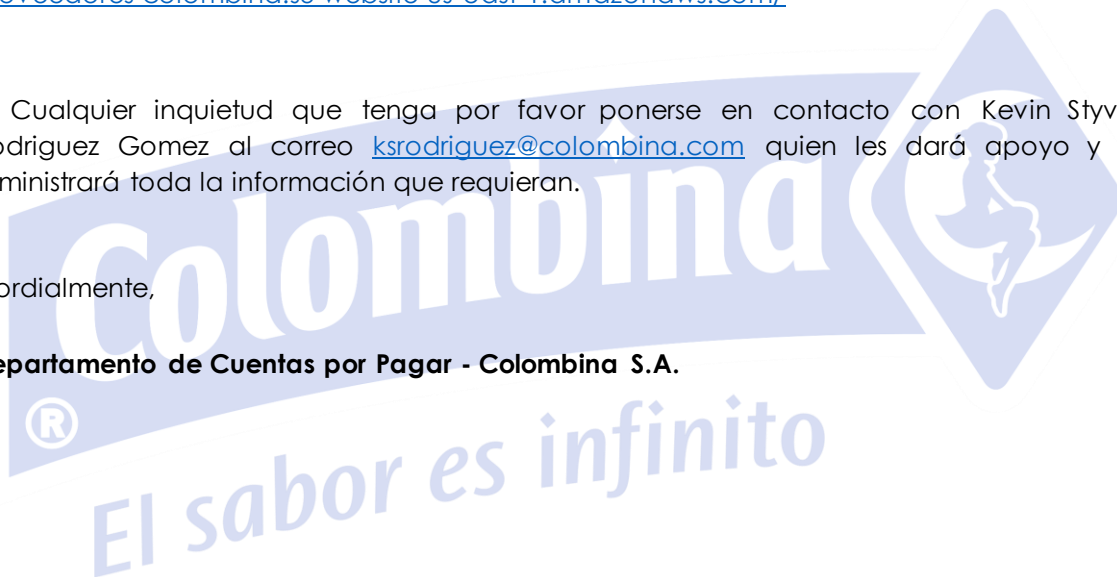 Cualquier inquietud que tenga por favor ponerse en contacto con Kevin Styv
odriguez Gomez al correo ksrodriguez@colombina.com quien les dará apoyo y
ministrará toda la información que requieran.
Colombina
ordialmente,
epartamento de Cuentas por Pagar - Colombina S.A.
®
El sabor es infinito